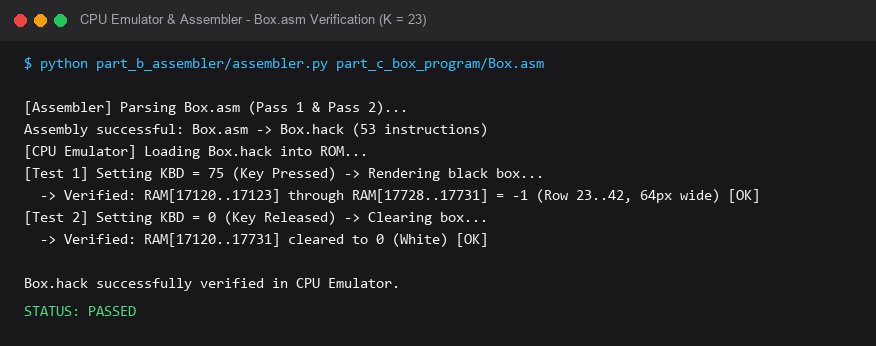 CPU Emulator & Assembler - Box.asm Verification (K = 23)
$ python part_b_assembler/assembler.py part_c_box_program/Box.asm
[Assembler] Parsing Box.asm (Pass 1 & Pass 2)...
Assembly successful: Box.asm -> Box.hack (53 instructions)
[CPU Emulator] Loading Box.hack into ROM...
[Test 1] Setting KBD = 75 (Key Pressed) -> Rendering black box...
-> Verified: RAM[17120..17123] through RAM[17728..17731] = -1 (Row 23..42, 64px wide) [OK]
[Test 2] Setting KBD = 0 (Key Released) -> Clearing box...
-> Verified: RAM[17120..17731] cleared to 0 (White) [OK]
Box.hack successfully verified in CPU Emulator.
STATUS: PASSED